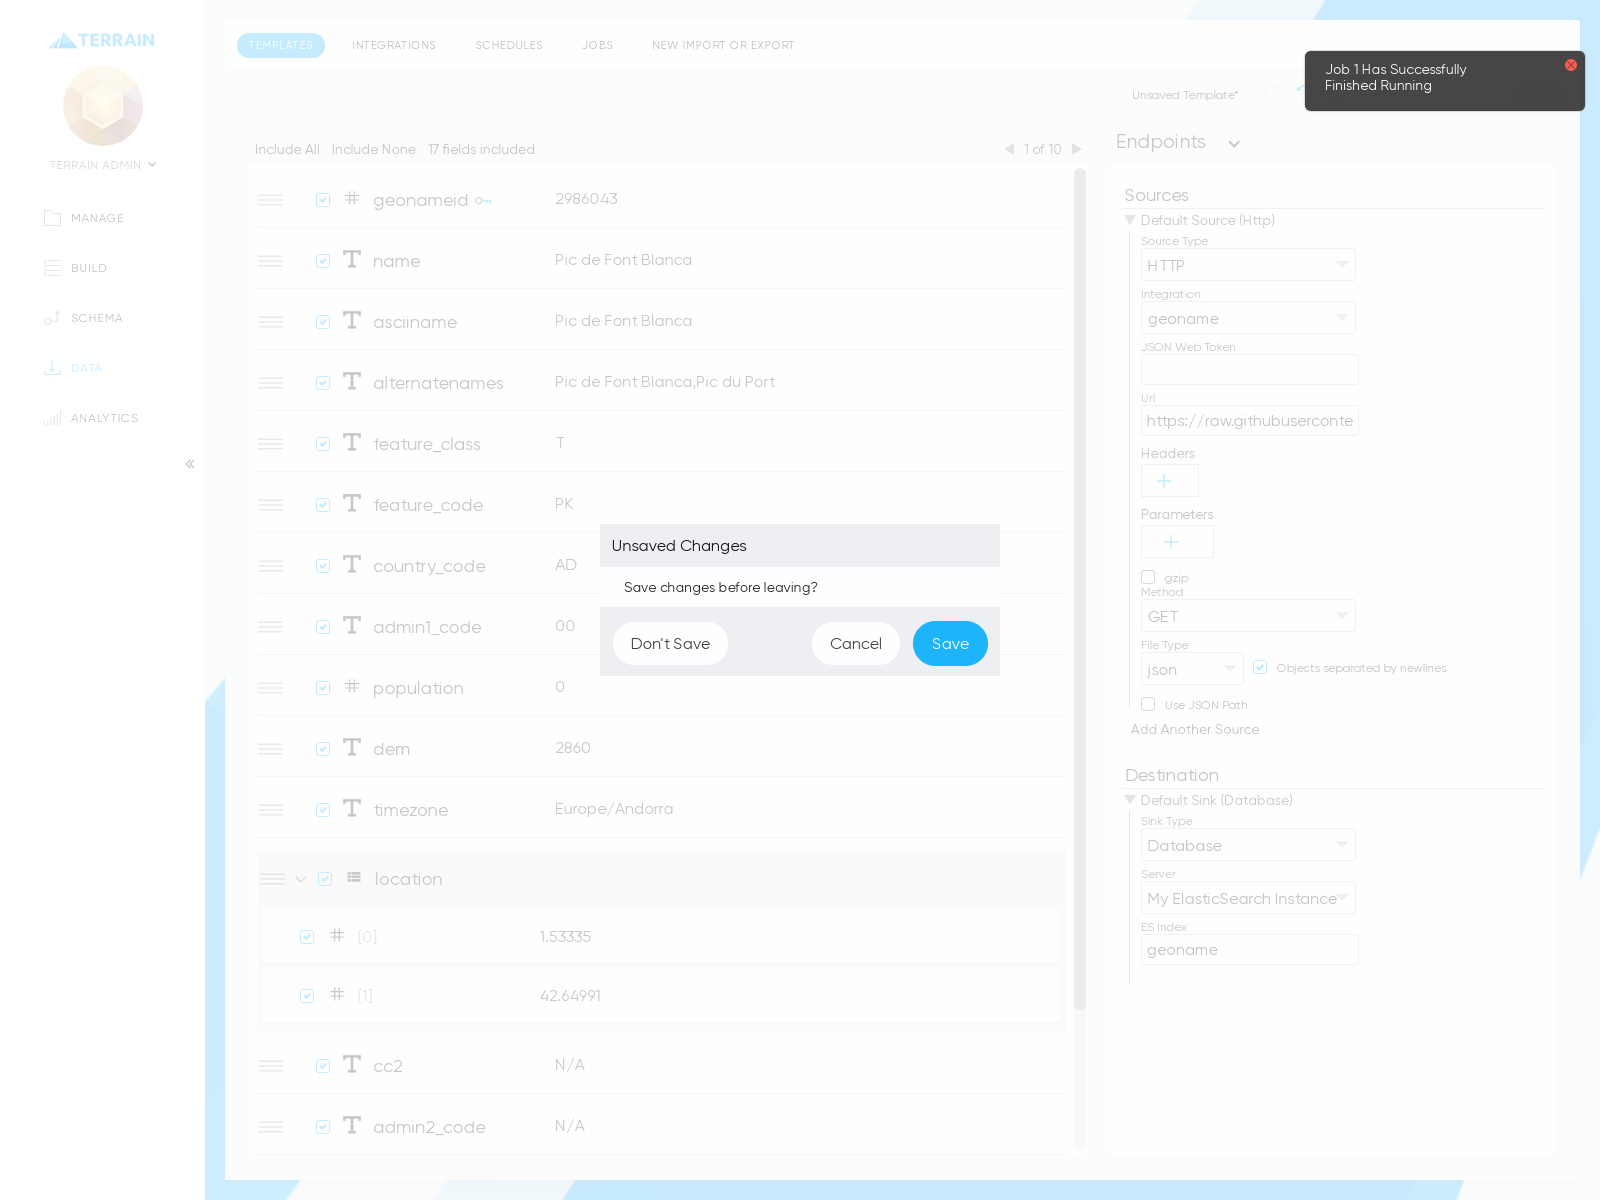 TERRAIN
TERRAIN ADMIN
MANAGE
BUILD
SCHEMA
DATA
ANALYTICS
TEMPLATES
INTEGRATIONS
SCHEDULES
JOBS
NEW IMPORT OR EXPORT
Job 1 Has Successfully
Finished Running
Unsaved Template*
Include All
Include None
17 fields included
1 of 10
geonameid
2986043
name
Pic de Font Blanca
asciiname
Pic de Font Blanca
alternatenames
Pic de Font Blanca,Pic du Port
feature_class
T
feature_code
PK
country_code
AD
admin1_code
00
population
0
dem
2860
timezone
Europe/Andorra
location
[0]
1.53335
[1]
42.64991
cc2
N/A
admin2_code
N/A
Unsaved Changes
Save changes before leaving?
Don't Save
Cancel
Save
Endpoints
Sources
Default Source (Http)
Source Type
HTTP
Integration
geoname
JSON Web Token
Url
https://raw.githubuserconte
Headers
Parameters
gzip
Method
GET
File Type
json
Objects separated by newlines
Use JSON Path
Add Another Source
Destination
Default Sink (Database)
Sink Type
Database
Server
My ElasticSearch Instance
ES Index
geoname